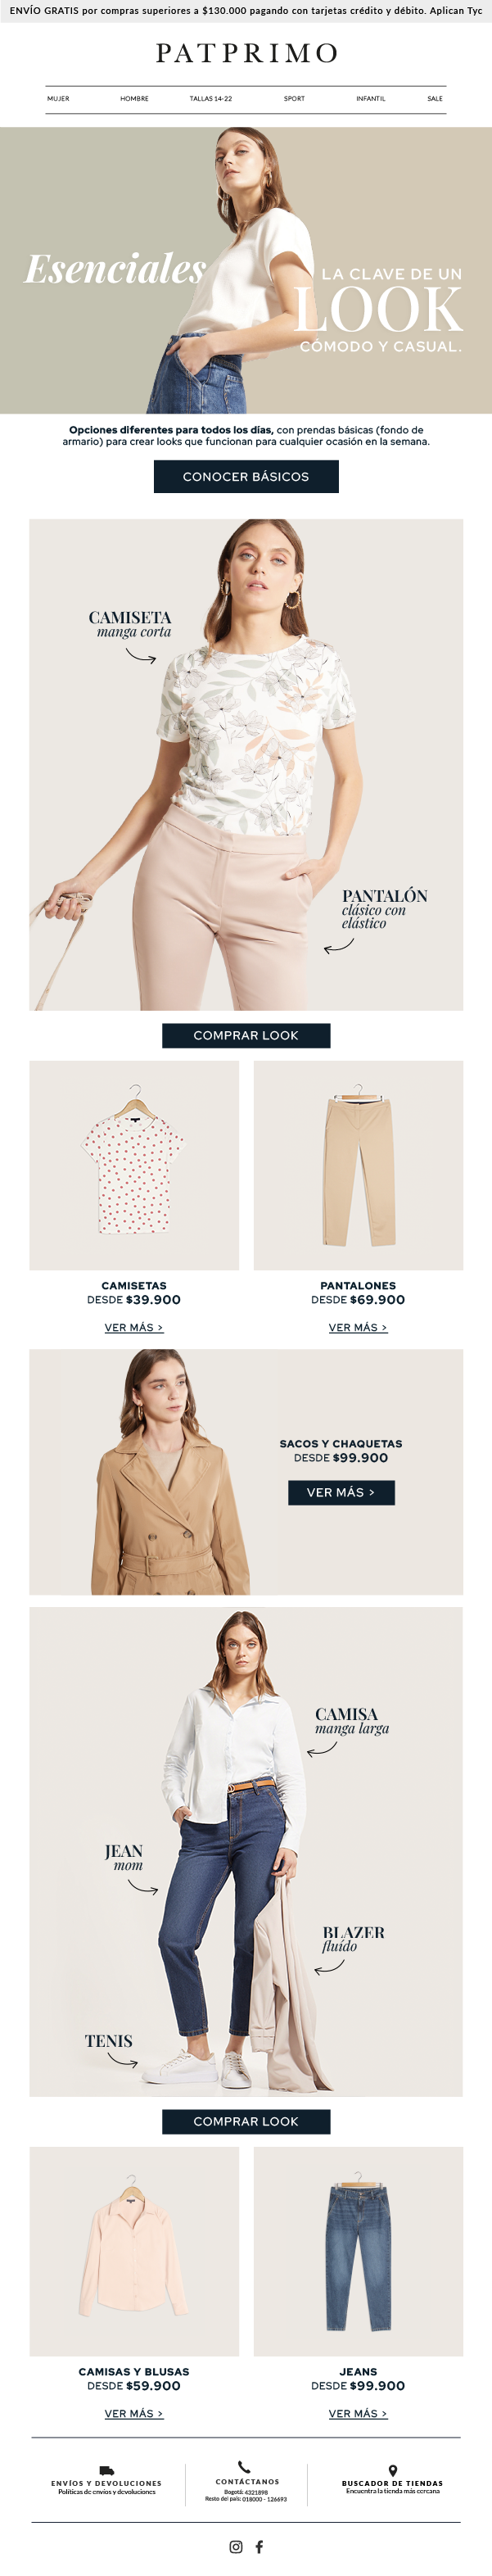 ENVÍO GRATIS por compras superiores a $130.000 pagando con tarjetas crédito y débito. Aplican Tyc
PATPRIMO
MUJER HOMBRE TALLAS 14-22 SPORT INFANTIL SALE
Esenciales
LA CLAVE DE UN
LOOK
CÓMODO Y CASUAL.
Opciones diferentes para todos los días, con prendas básicas (fondo de
armario) para crear looks que funcionan para cualquier ocasión en la semana.
CONOCER BÁSICOS
CAMISETA
manga corta
PANTALÓN
clásico con
elástico
COMPRAR LOOK
CAMISETAS
DESDE $39.900
VER MÁS >
PANTALONES
DESDE $69.900
VER MÁS >
SACOS Y CHAQUETAS
DESDE $99.900
VER MÁS >
CAMISA
manga larga
JEAN
mom
BLAZER
fluído
TENIS
COMPRAR LOOK
CAMISAS Y BLUSAS
DESDE $59.900
VER MÁS >
JEANS
DESDE $99.900
VER MÁS >
ENVÍOS Y DEVOLUCIONES
Políticas de envíos y devoluciones
CONTÁCTANOS
Bogotá: 4321898
Resto del país: 018000 - 126693
BUSCADOR DE TIENDAS
Encuentra la tienda más cercana